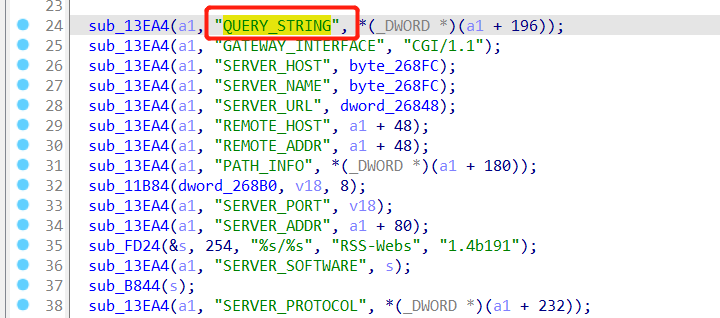 23
24 sub_13EA4(a1, "QUERY_STRING", *(_DWORD *)(a1 + 196));
25 sub_13EA4(a1, "GATEWAY_INTERFACE", "CGI/1.1");
26 sub_13EA4(a1, "SERVER_HOST", byte_268FC);
27 sub_13EA4(a1, "SERVER_NAME", byte_268FC);
28 sub_13EA4(a1, "SERVER_URL", dword_26848);
29 sub_13EA4(a1, "REMOTE_HOST", a1 + 48);
30 sub_13EA4(a1, "REMOTE_ADDR", a1 + 48);
31 sub_13EA4(a1, "PATH_INFO", *(_DWORD *)(a1 + 180));
32 sub_11B84(dword_268B0, v18, 8);
33 sub_13EA4(a1, "SERVER_PORT", v18);
34 sub_13EA4(a1, "SERVER_ADDR", a1 + 80);
35 sub_FD24(&s, 254, "%s/%s", "RSS-Webs", "1.4b191");
36 sub_13EA4(a1, "SERVER_SOFTWARE", s);
37 sub_B844(s);
38 sub_13EA4(a1, "SERVER_PROTOCOL", *(_DWORD *)(a1 + 232));